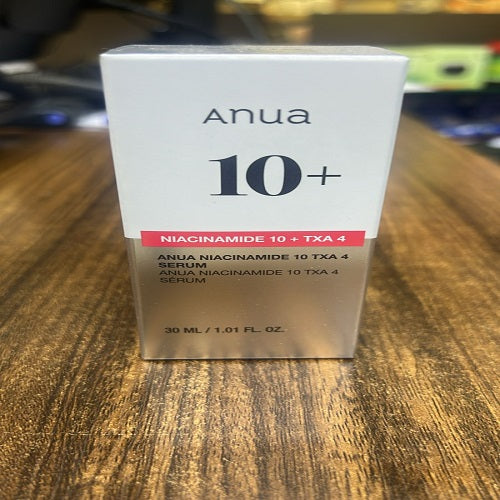 Anua
10+
NIACINAMIDE 10 + TXA 4
ANUA NIACINAMIDE 10 TXA 4
SERUM
ANUA NIACINAMIDE 10 TXA 4
SÉRUM
30 ML / 1.01 FL. OZ.